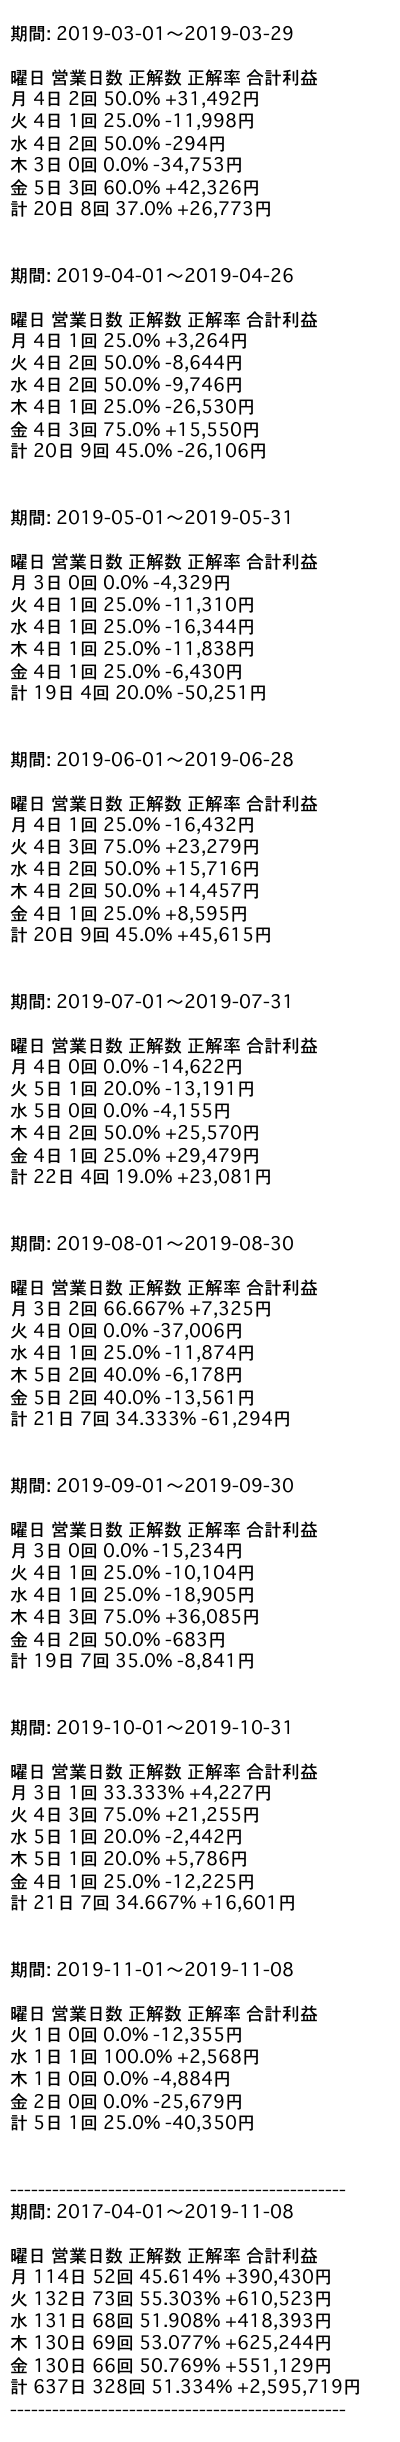 期間: 2019-03-01～2019-03-29
曜日 営業日数 正解数 正解率 合計利益
月 4日 2回 50.0% +31,492円
火 4日 1回 25.0% -11,998円
水 4日 2回 50.0% -294円
木 3日 0回 0.0% -34,753円
金 5日 3回 60.0% +42,326円
計 20日 8回 37.0% +26,773円
期間: 2019-04-01～2019-04-26
曜日 営業日数 正解数 正解率 合計利益
月 4日 1回 25.0% +3,264円
火 4日 2回 50.0% -8,644円
水 4日 2回 50.0% -9,746円
木 4日 1回 25.0% -26,530円
金 4日 3回 75.0% +15,550円
計 20日 9回 45.0% -26,106円
期間: 2019-05-01～2019-05-31
曜日 営業日数 正解数 正解率 合計利益
月 3日 0回 0.0% -4,329円
火 4日 1回 25.0% -11,310円
水 4日 1回 25.0% -16,344円
木 4日 1回 25.0% -11,838円
金 4日 1回 25.0% -6,430円
計 19日 4回 20.0% -50,251円
期間: 2019-06-01～2019-06-28
曜日 営業日数 正解数 正解率 合計利益
月 4日 1回 25.0% -16,432円
火 4日 3回 75.0% +23,279円
水 4日 2回 50.0% +15,716円
木 4日 2回 50.0% +14,457円
金 4日 1回 25.0% +8,595円
計 20日 9回 45.0% +45,615円
期間: 2019-07-01～2019-07-31
曜日 営業日数 正解数 正解率 合計利益
月 4日 0回 0.0% -14,622円
火 5日 1回 20.0% -13,191円
水 5日 0回 0.0% -4,155円
木 4日 2回 50.0% +25,570円
金 4日 1回 25.0% +29,479円
計 22日 4回 19.0% +23,081円
期間: 2019-08-01～2019-08-30
曜日 営業日数 正解数 正解率 合計利益
月 3日 2回 66.667% +7,325円
火 4日 0回 0.0% -37,006円
水 4日 1回 25.0% -11,874円
木 5日 2回 40.0% -6,178円
金 5日 2回 40.0% -13,561円
計 21日 7回 34.333% -61,294円
期間: 2019-09-01～2019-09-30
曜日 営業日数 正解数 正解率 合計利益
月 3日 0回 0.0% -15,234円
火 4日 1回 25.0% -10,104円
水 4日 1回 25.0% -18,905円
木 4日 3回 75.0% +36,085円
金 4日 2回 50.0% -683円
計 19日 7回 35.0% -8,841円
期間: 2019-10-01～2019-10-31
曜日 営業日数 正解数 正解率 合計利益
月 3日 1回 33.333% +4,227円
火 4日 3回 75.0% +21,255円
水 5日 1回 20.0% -2,442円
木 5日 1回 20.0% +5,786円
金 4日 1回 25.0% -12,225円
計 21日 7回 34.667% +16,601円
期間: 2019-11-01～2019-11-08
曜日 営業日数 正解数 正解率 合計利益
火 1日 0回 0.0% -12,355円
水 1日 1回 100.0% +2,568円
木 1日 0回 0.0% -4,884円
金 2日 0回 0.0% -25,679円
計 5日 1回 25.0% -40,350円
------------------------------------------------
期間: 2017-04-01～2019-11-08
曜日 営業日数 正解数 正解率 合計利益
月 114日 52回 45.614% +390,430円
火 132日 73回 55.303% +610,523円
水 131日 68回 51.908% +418,393円
木 130日 69回 53.077% +625,244円
金 130日 66回 50.769% +551,129円
計 637日 328回 51.334% +2,595,719円
------------------------------------------------